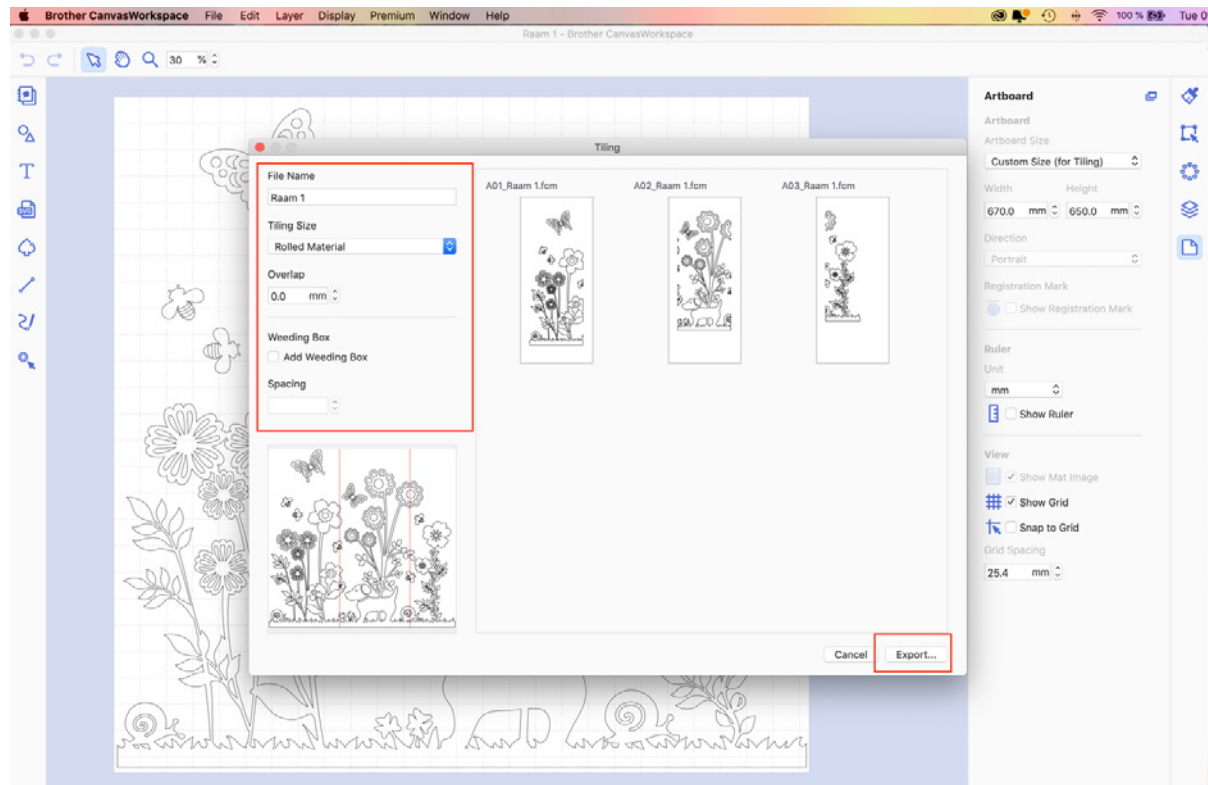 Brother CanvasWorkspace File Edit Layer Display Premium Window Help 100 % Tue 0
Raam 1 - Brother CanvasWorkspace
30 %
Tiling
File Name
Raam 1
Tiling Size
Rolled Material
Overlap
0.0 mm
Weeding Box
Add Weeding Box
Spacing
A01_Raam 1.fcm A02_Raam 1.fcm A03_Raam 1.fcm
Cancel Export...
Artboard
Artboard
Artboard Size
Custom Size (for Tiling)
Width Height
670.0 mm 650.0 mm
Direction
Portrait
Registration Mark
Show Registration Mark
Ruler
Unit
mm
Show Ruler
View
Show Mat Image
Show Grid
Snap to Grid
Grid Spacing
25.4 mm
T
SVG